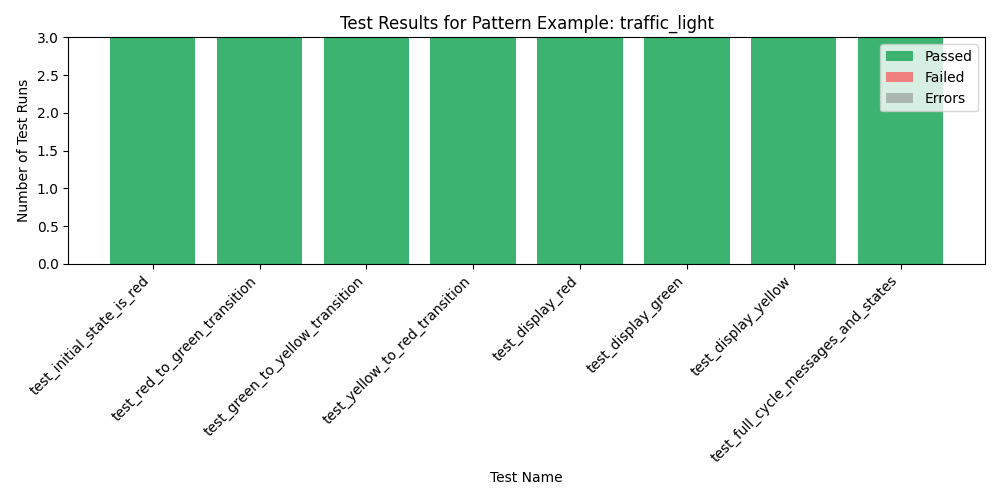 Test Results for Pattern Example: traffic_light
Number of Test Runs
3.0
2.5
2.0
1.5
1.0
0.5
0.0
Passed
Failed
Errors
test_initial_state_is_red
test_red_to_green_transition
test_green_to_yellow_transition
test_yellow_to_red_transition
test_display_red
test_display_green
test_display_yellow
test_full_cycle_messages_and_states
Test Name